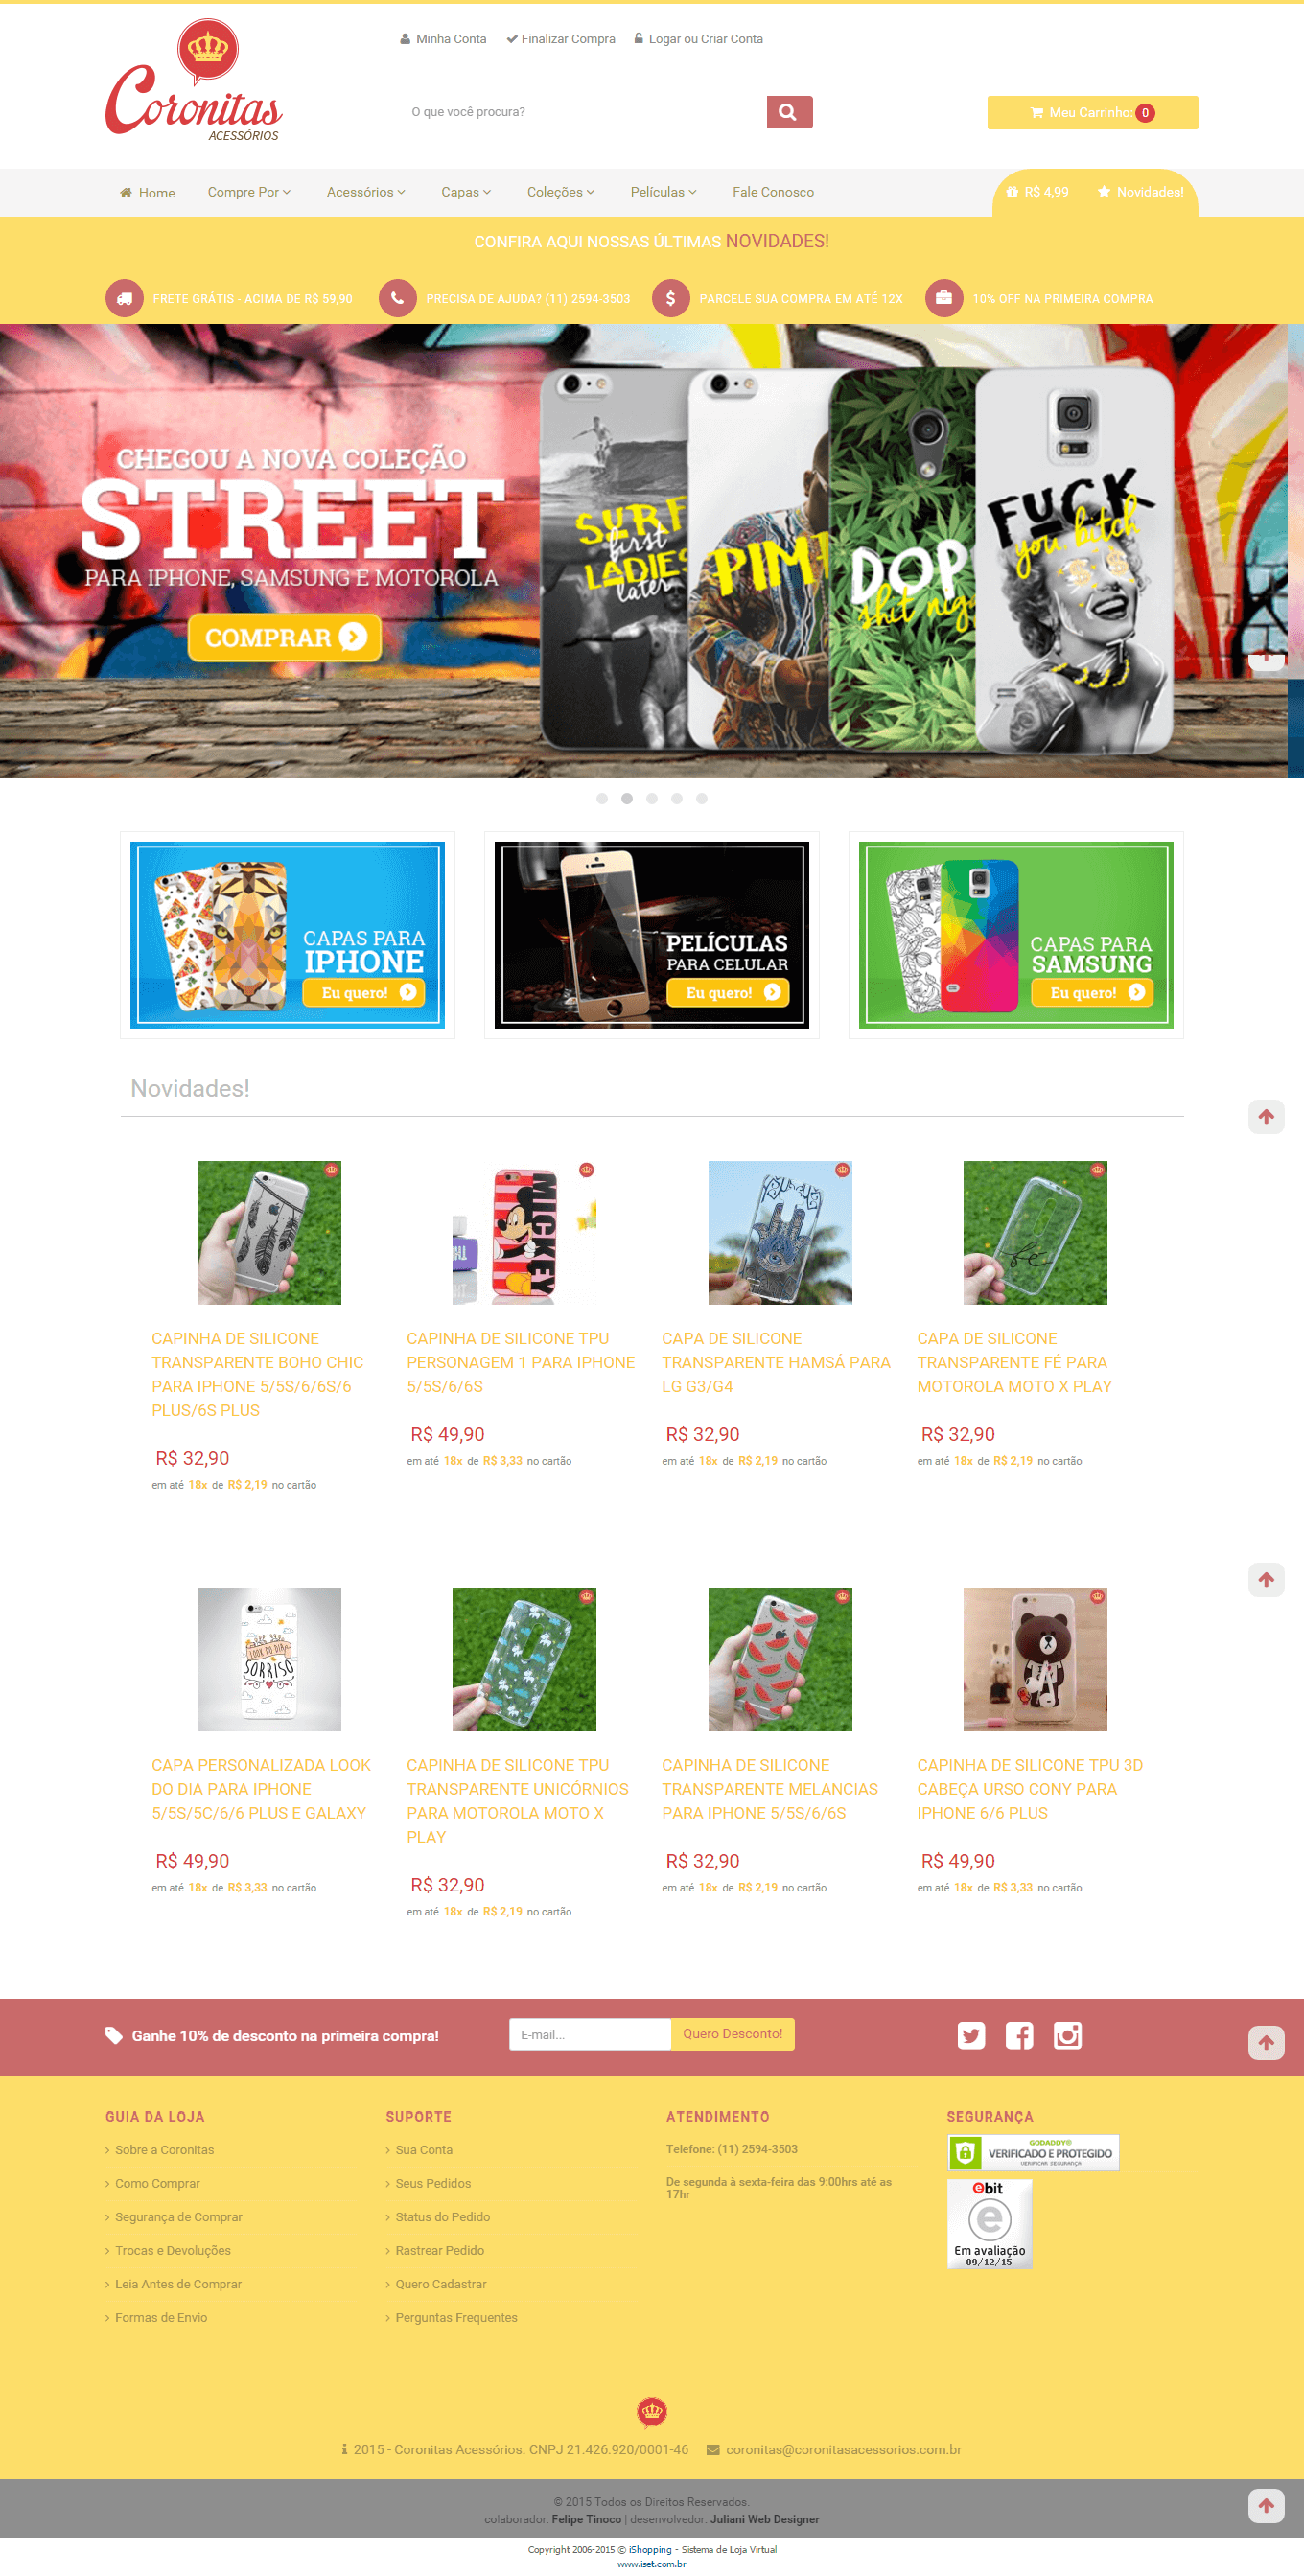 Minha Conta
Finalizar Compra
Logar ou Criar Conta
Coronitas
ACESSÓRIOS
O que você procura?
Meu Carrinho: 0
Home
Compre Por
Acessórios
Capas
Coleções
Películas
Fale Conosco
R$ 4,99
Novidades!
CONFIRA AQUI NOSSAS ÚLTIMAS NOVIDADES!
FRETE GRÁTIS - ACIMA DE R$ 59,90
PRECISA DE AJUDA? (11) 2594-3503
PARCELE SUA COMPRA EM ATÉ 12X
10% OFF NA PRIMEIRA COMPRA
CHEGOU A NOVA COLEÇÃO
STREET
PARA IPHONE, SAMSUNG E MOTOROLA
COMPRAR
SURF
first
LADIES
later
PIM
DOP
shit
FUCK
you, bitch
CAPAS PARA
IPHONE
Eu quero!
PELÍCULAS
PARA CELULAR
Eu quero!
CAPAS PARA
SAMSUNG
Eu quero!
Novidades!
MICKEY
fé
CAPINHA DE SILICONE
TRANSPARENTE BOHO CHIC
PARA IPHONE 5/5S/6/6S/6
PLUS/6S PLUS
R$ 32,90
em até 18x de R$ 2,19 no cartão
CAPINHA DE SILICONE TPU
PERSONAGEM 1 PARA IPHONE
5/5S/6/6S
R$ 49,90
em até 18x de R$ 3,33 no cartão
CAPA DE SILICONE
TRANSPARENTE HAMSÁ PARA
LG G3/G4
R$ 32,90
em até 18x de R$ 2,19 no cartão
CAPA DE SILICONE
TRANSPARENTE FÉ PARA
MOTOROLA MOTO X PLAY
R$ 32,90
em até 18x de R$ 2,19 no cartão
LOOK DO DIA
SORRISO
CAPA PERSONALIZADA LOOK
DO DIA PARA IPHONE
5/5S/5C/6/6 PLUS E GALAXY
R$ 49,90
em até 18x de R$ 3,33 no cartão
CAPINHA DE SILICONE TPU
TRANSPARENTE UNICÓRNIOS
PARA MOTOROLA MOTO X
PLAY
R$ 32,90
em até 18x de R$ 2,19 no cartão
CAPINHA DE SILICONE
TRANSPARENTE MELANCIAS
PARA IPHONE 5/5S/6/6S
R$ 32,90
em até 18x de R$ 2,19 no cartão
CAPINHA DE SILICONE TPU 3D
CABEÇA URSO CONY PARA
IPHONE 6/6 PLUS
R$ 49,90
em até 18x de R$ 3,33 no cartão
Ganhe 10% de desconto na primeira compra!
E-mail...
Quero Desconto!
GUIA DA LOJA
Sobre a Coronitas
Como Comprar
Segurança de Comprar
Trocas e Devoluções
Leia Antes de Comprar
Formas de Envio
SUPORTE
Sua Conta
Seus Pedidos
Status do Pedido
Rastrear Pedido
Quero Cadastrar
Perguntas Frequentes
ATENDIMENTO
Telefone: (11) 2594-3503
De segunda à sexta-feira das 9:00hrs até as
17hr
SEGURANÇA
GODADDY®
VERIFICADO E PROTEGIDO
VERIFICAR SEGURANÇA
ebit
e
Em avaliação
09/12/15
2015 - Coronitas Acessórios. CNPJ 21.426.920/0001-46
coronitas@coronitasacessorios.com.br
© 2015 Todos os Direitos Reservados.
colaborador: Felipe Tinoco | desenvolvedor: Juliani Web Designer
Copyright 2006-2015 © iShopping - Sistema de Loja Virtual
www.iset.com.br